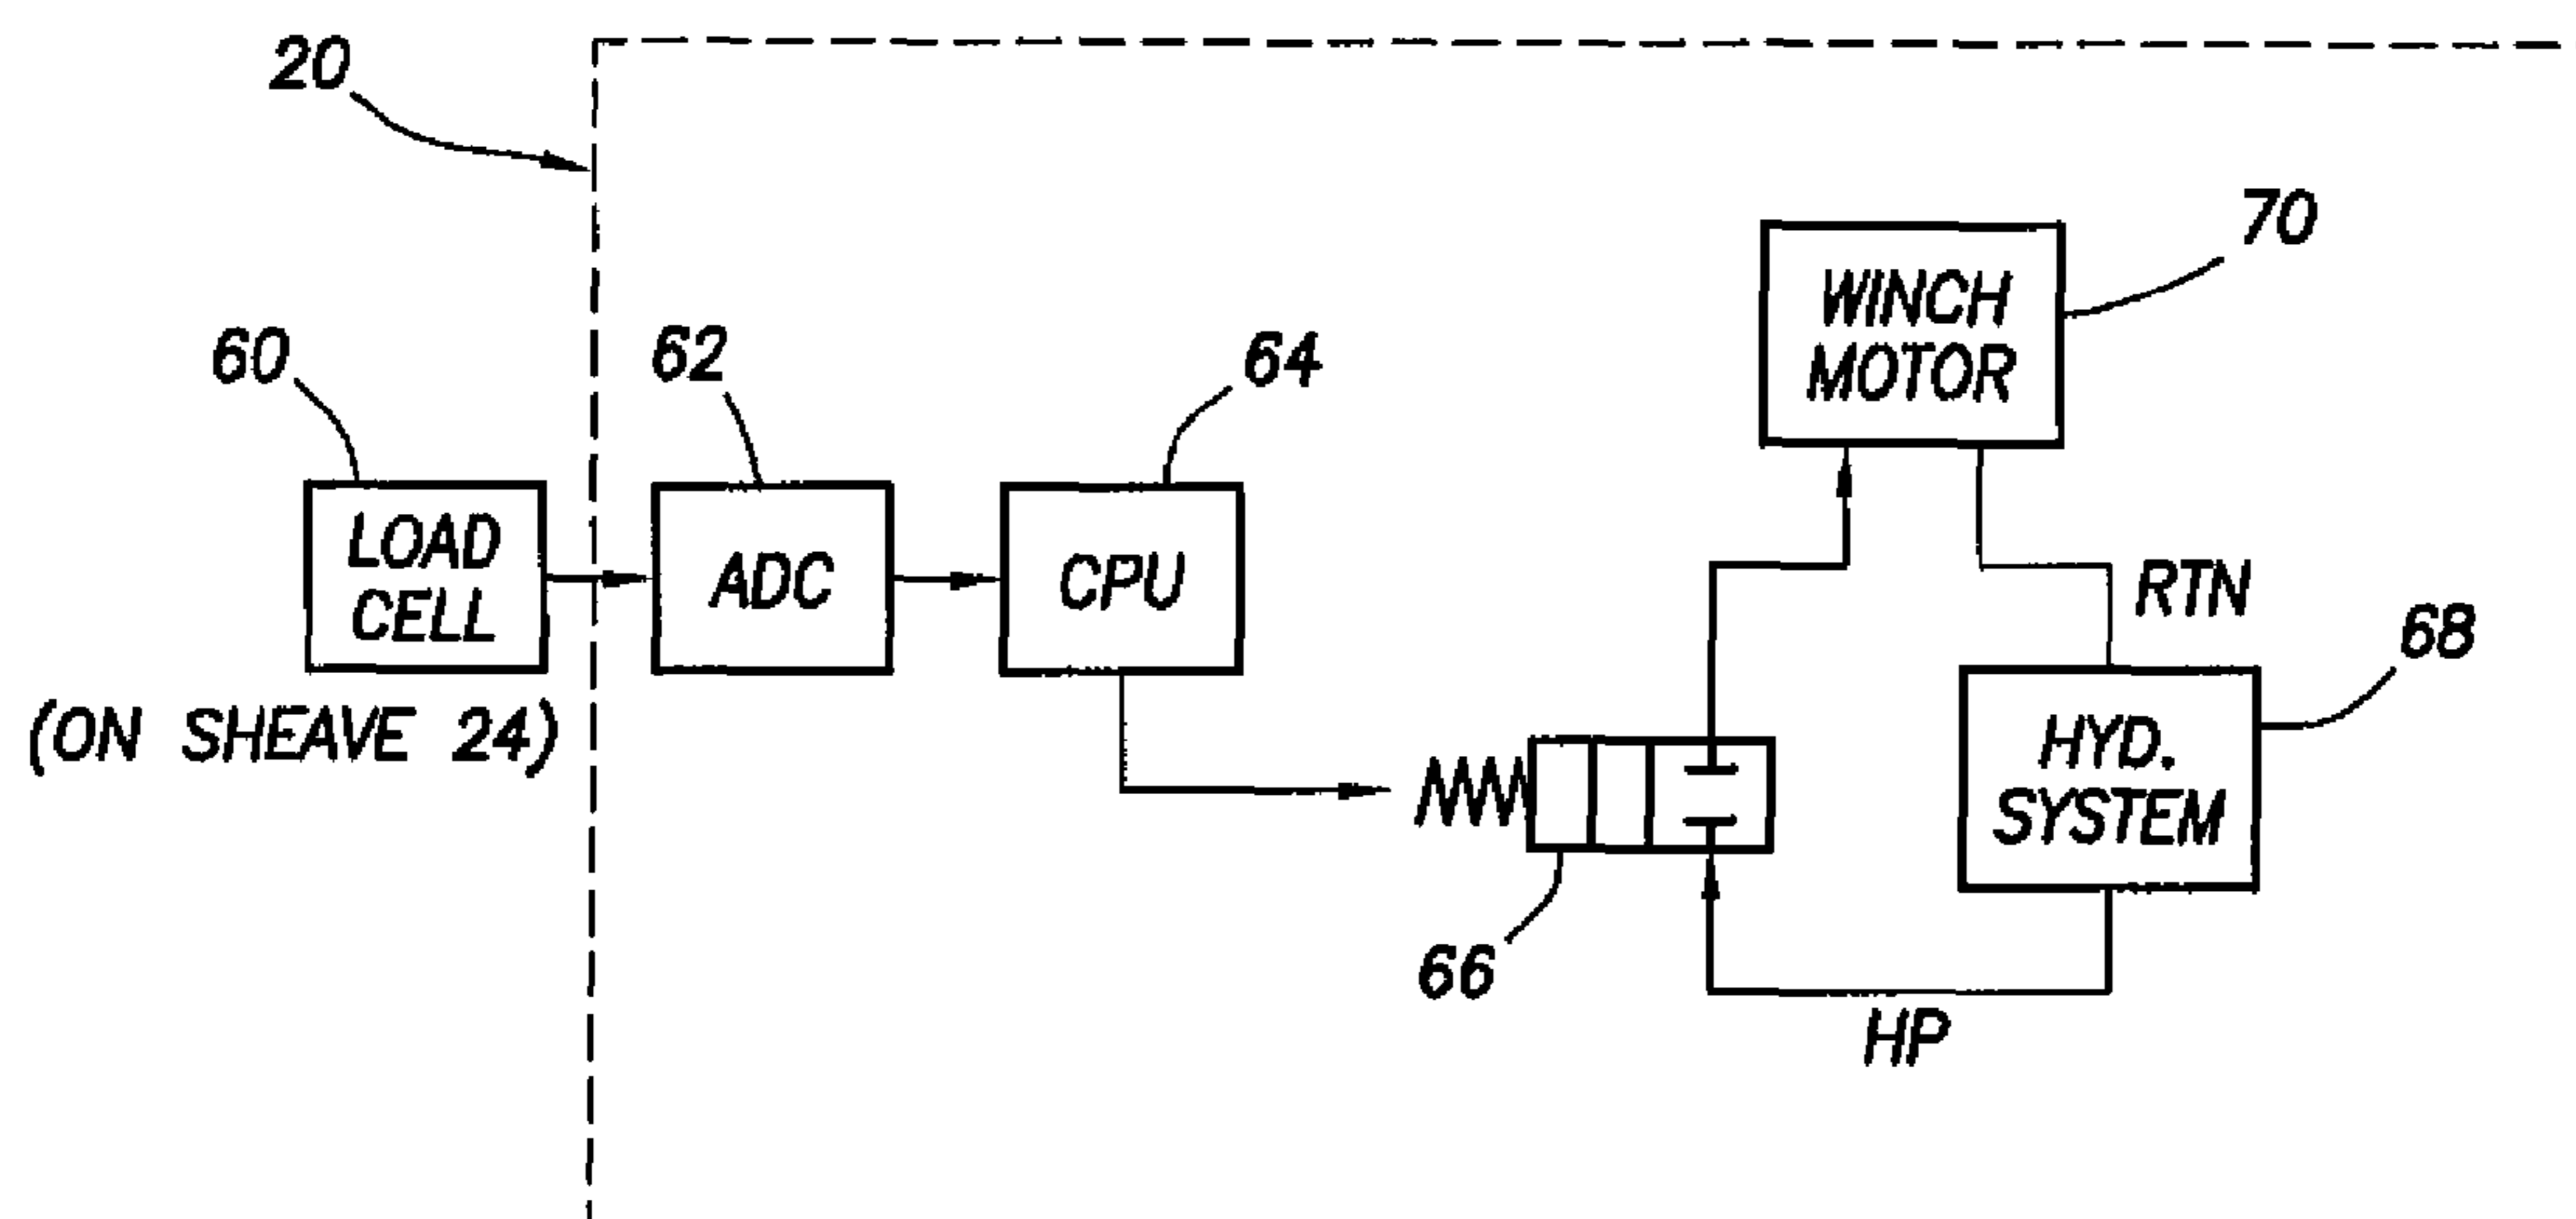 20
70
WINCH
MOTOR
60
62
64
LOAD
CELL
ADC
CPU
RTN
68
(ON SHEAVE 24)
HYD.
SYSTEM
66
HP